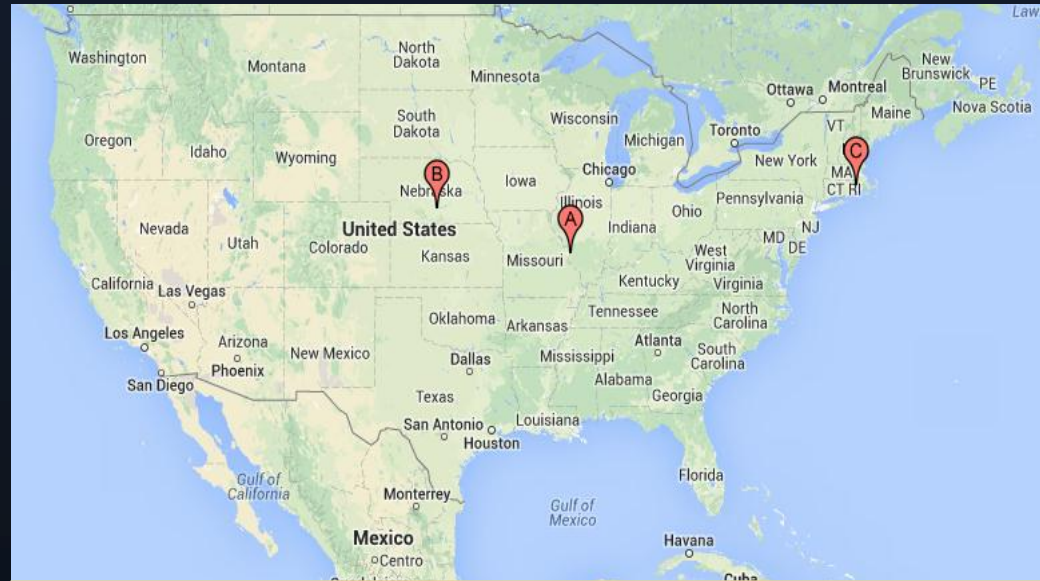 Law
Washington
Montana
North
Dakota
Minnesota
Ottawa
Montreal
New
Brunswick
PE
Nova Scotia
Maine
VT
Oregon
Idaho
Wyoming
South
Dakota
Wisconsin
Michigan
Toronto
New York
C
MA
CT RI
B
Nebraska
Iowa
Chicago
Illinois
A
Indiana
Ohio
Pennsylvania
NJ
MD
DE
Nevada
Utah
Colorado
United States
Kansas
Missouri
West
Virginia
Kentucky
Virginia
California
Las Vegas
Oklahoma
Arkansas
Tennessee
North
Carolina
Los Angeles
Arizona
Phoenix
New Mexico
Dallas
Mississippi
Atlanta
South
Carolina
San Diego
Texas
Alabama
Georgia
San Antonio
Houston
Louisiana
Florida
Gulf of
California
Monterrey
Gulf of
Mexico
Mexico
Centro
Havana
Cuba